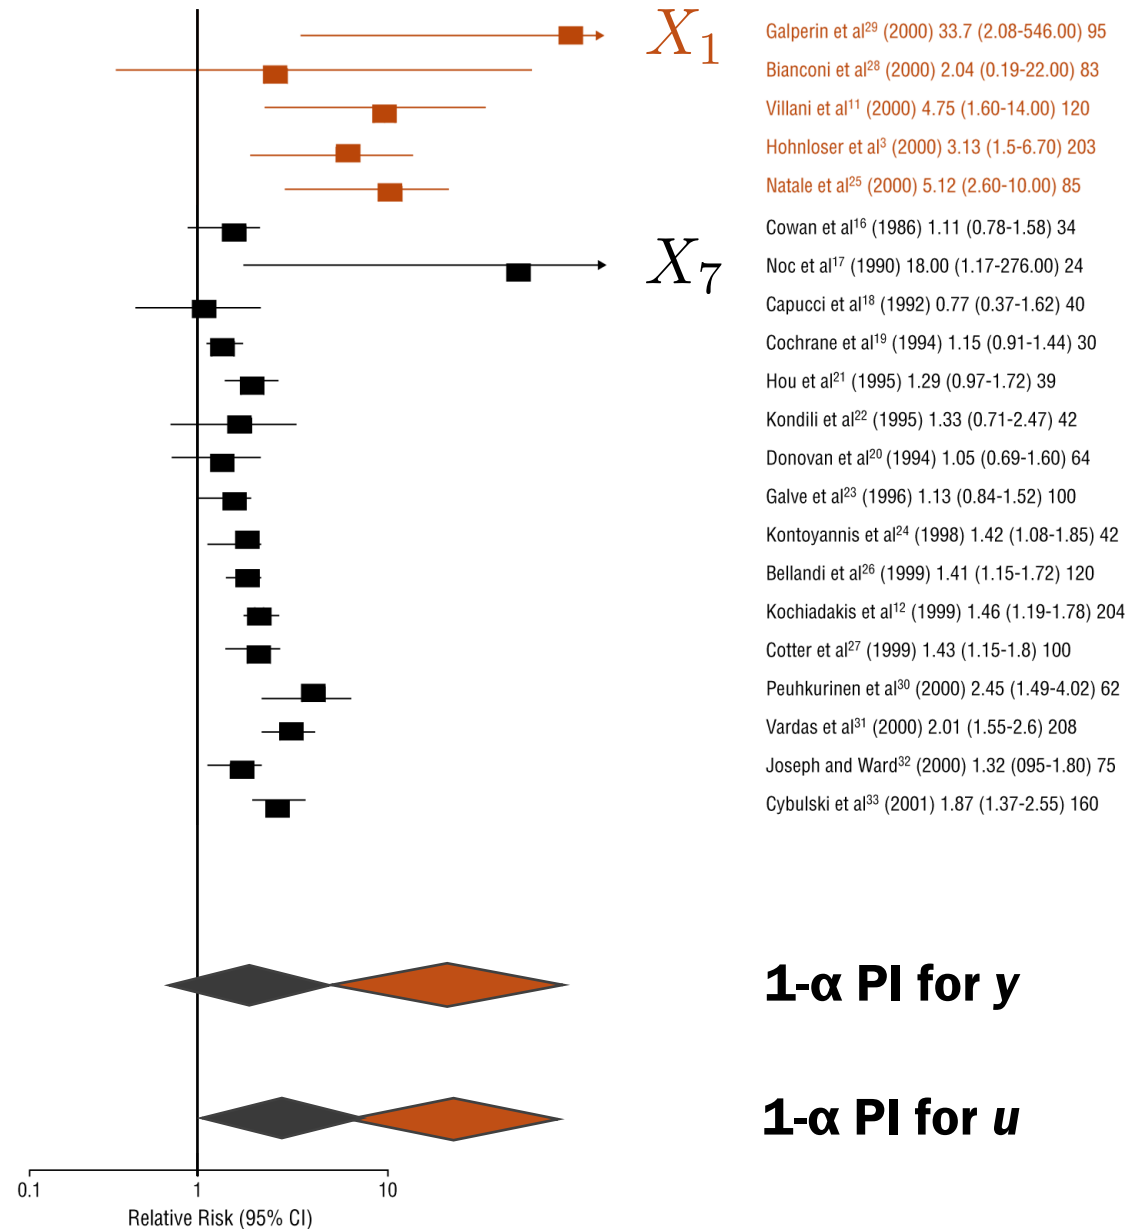 X₁
Galperin et al²⁹ (2000) 33.7 (2.08-546.00) 95
Bianconi et al²⁸ (2000) 2.04 (0.19-22.00) 83
Villani et al¹¹ (2000) 4.75 (1.60-14.00) 120
Hohnloser et al³ (2000) 3.13 (1.5-6.70) 203
Natale et al²⁵ (2000) 5.12 (2.60-10.00) 85
Cowan et al¹⁶ (1986) 1.11 (0.78-1.58) 34
X₇
Noc et al¹⁷ (1990) 18.00 (1.17-276.00) 24
Capucci et al¹⁸ (1992) 0.77 (0.37-1.62) 40
Cochrane et al¹⁹ (1994) 1.15 (0.91-1.44) 30
Hou et al²¹ (1995) 1.29 (0.97-1.72) 39
Kondili et al²² (1995) 1.33 (0.71-2.47) 42
Donovan et al²⁰ (1994) 1.05 (0.69-1.60) 64
Galve et al²³ (1996) 1.13 (0.84-1.52) 100
Kontoyannis et al²⁴ (1998) 1.42 (1.08-1.85) 42
Bellandi et al²⁶ (1999) 1.41 (1.15-1.72) 120
Kochiadakis et al¹² (1999) 1.46 (1.19-1.78) 204
Cotter et al²⁷ (1999) 1.43 (1.15-1.8) 100
Peuhkurinen et al³⁰ (2000) 2.45 (1.49-4.02) 62
Vardas et al³¹ (2000) 2.01 (1.55-2.6) 208
Joseph and Ward³² (2000) 1.32 (095-1.80) 75
Cybulski et al³³ (2001) 1.87 (1.37-2.55) 160
1-α PI for y
1-α PI for u
0.1 1 10
Relative Risk (95% CI)